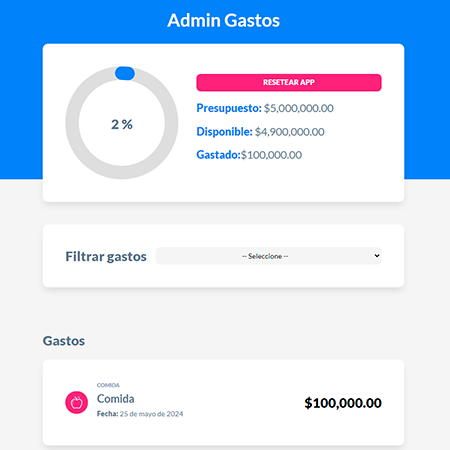 Admin Gastos
2 %
RESETEAR APP
Presupuesto: $5,000,000.00
Disponible: $4,900,000.00
Gastado:$100,000.00
Filtrar gastos
-- Seleccione --
Gastos
COMIDA
Comida
Fecha: 25 de mayo de 2024
$100,000.00